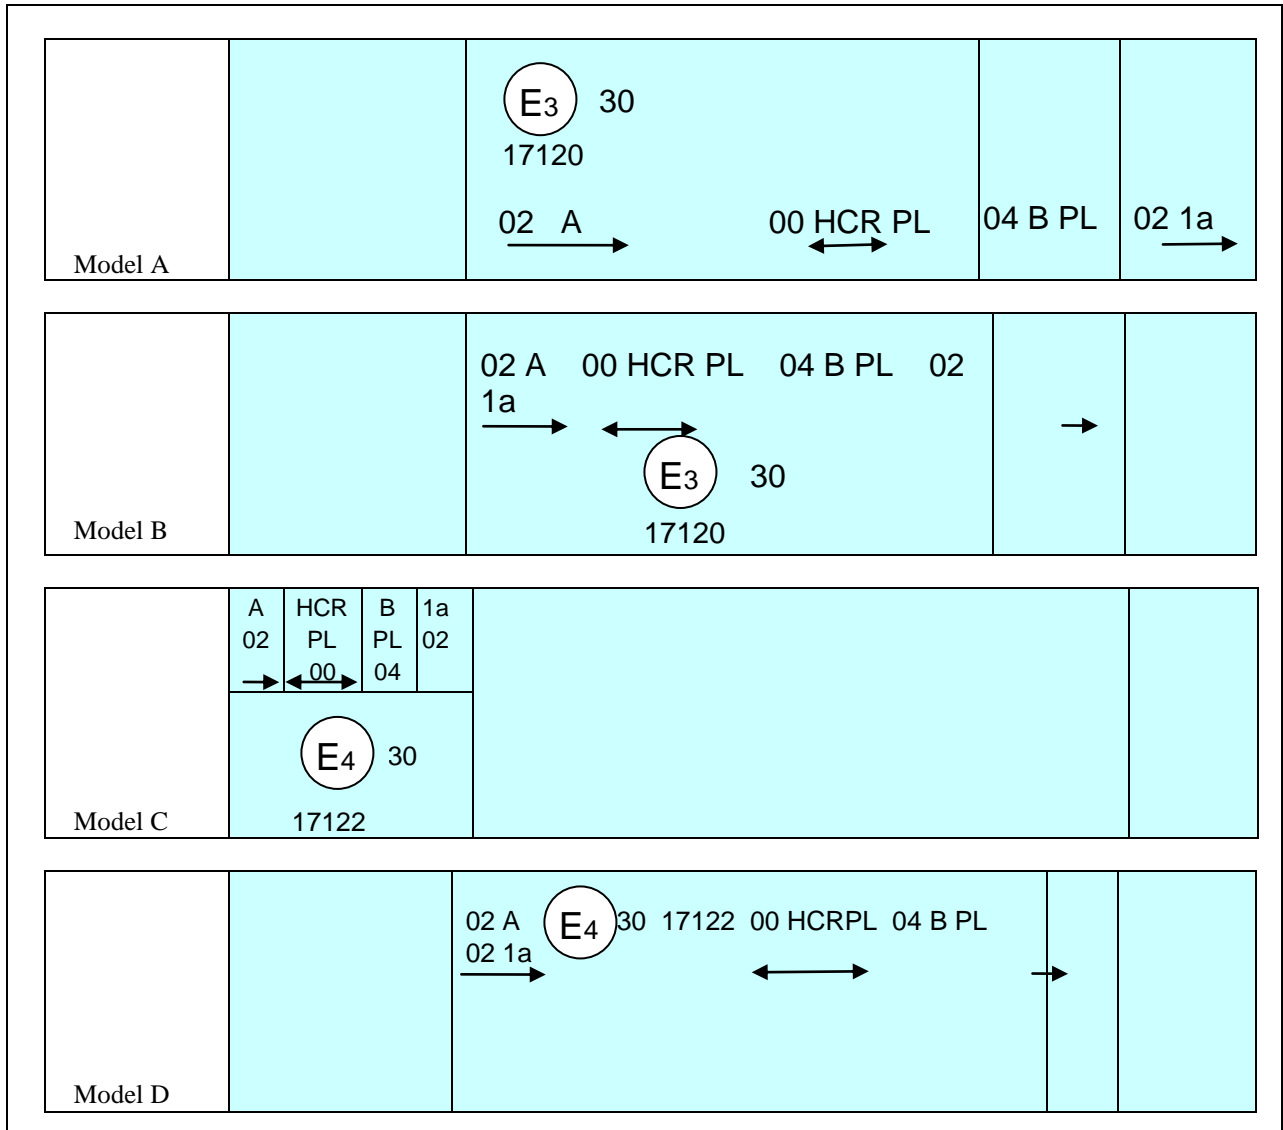 E3 30
17120
02 A 00 HCR PL 04 B PL 02 1a
Model A
02 A 00 HCR PL 04 B PL 02
1a
E3 30
17120
Model B
A HCR B 1a
02 PL PL 02
00 04
E4 30
17122
Model C
02 A E4 30 17122 00 HCRPL 04 B PL
02 1a
Model D